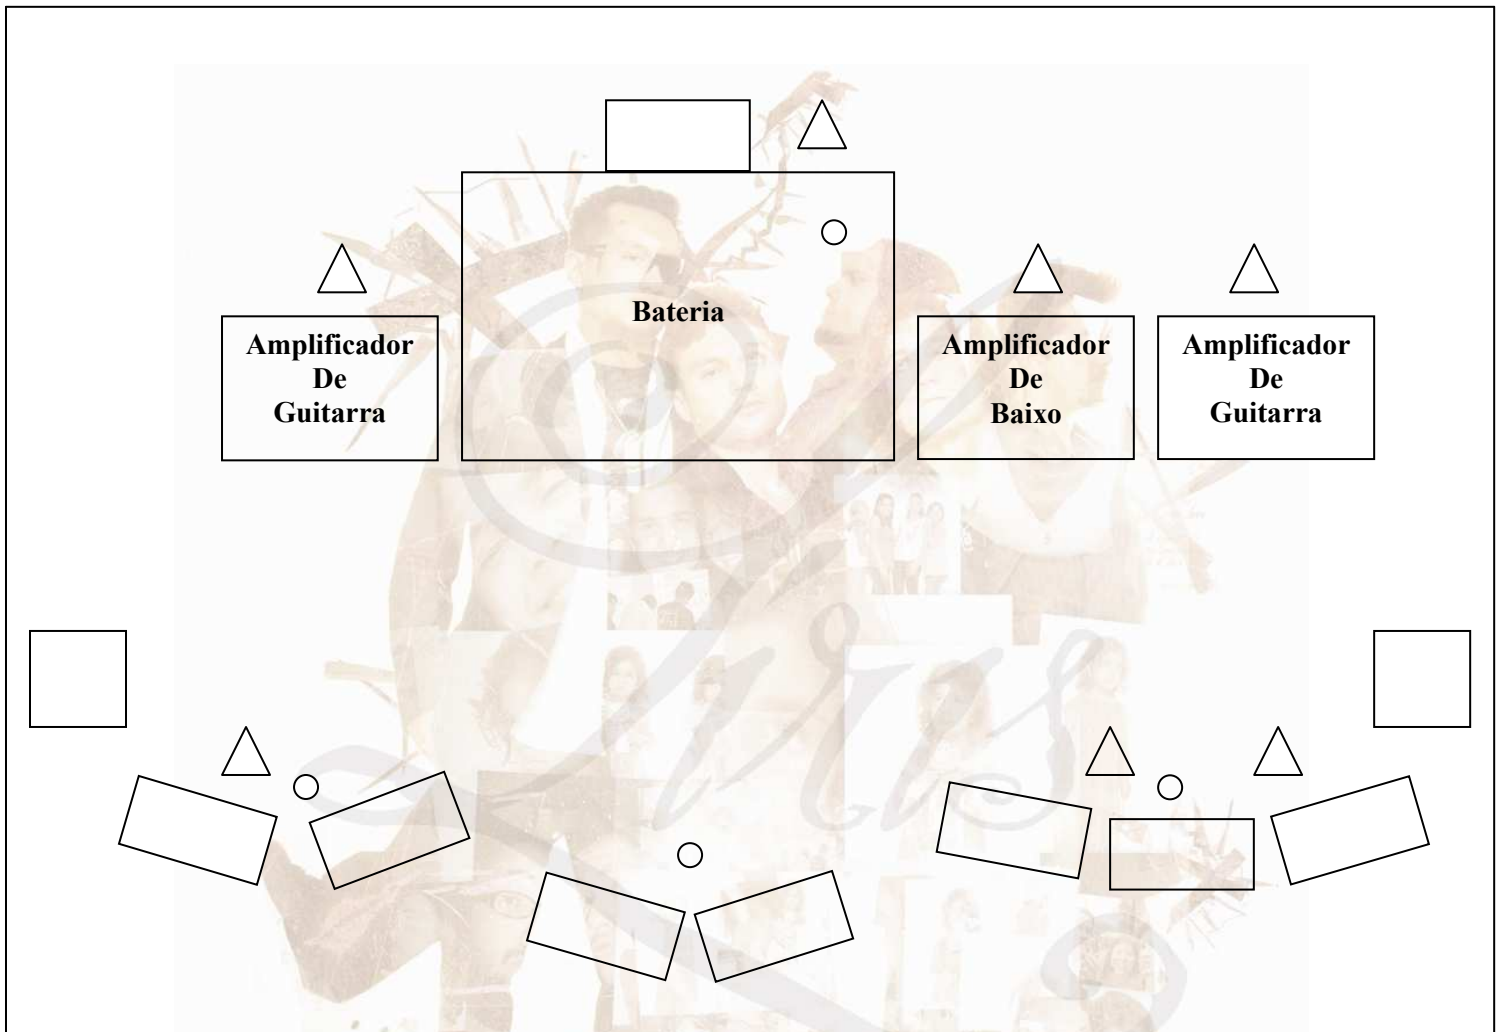 Bateria
Amplificador
De
Guitarra
Amplificador
De
Baixo
Amplificador
De
Guitarra